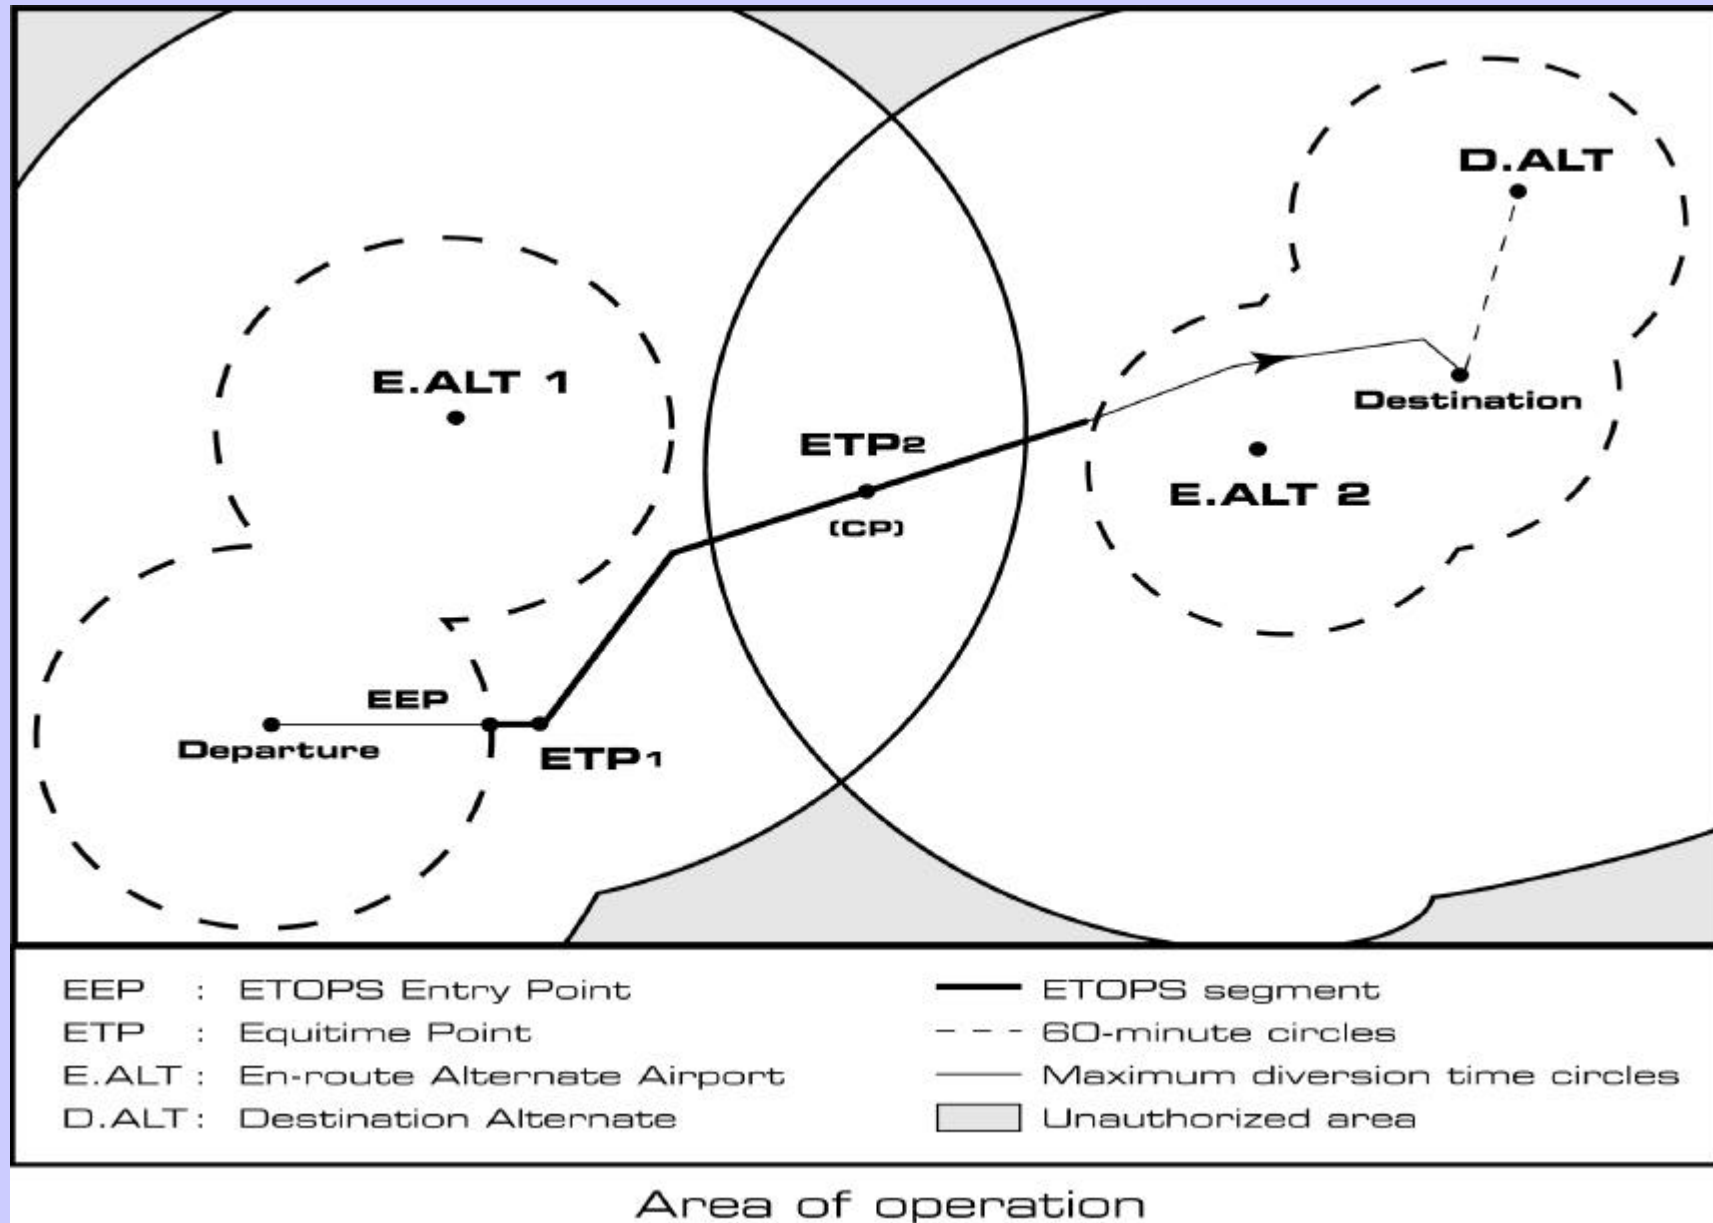 D.ALT
E.ALT 1
Destination
ETP2
E.ALT 2
(CP)
EEP
Departure
ETP1
EEP : ETOPS Entry Point
ETP : Equitime Point
E.ALT : En-route Alternate Airport
D.ALT : Destination Alternate
ETOPS segment
60-minute circles
Maximum diversion time circles
Unauthorized area
Area of operation